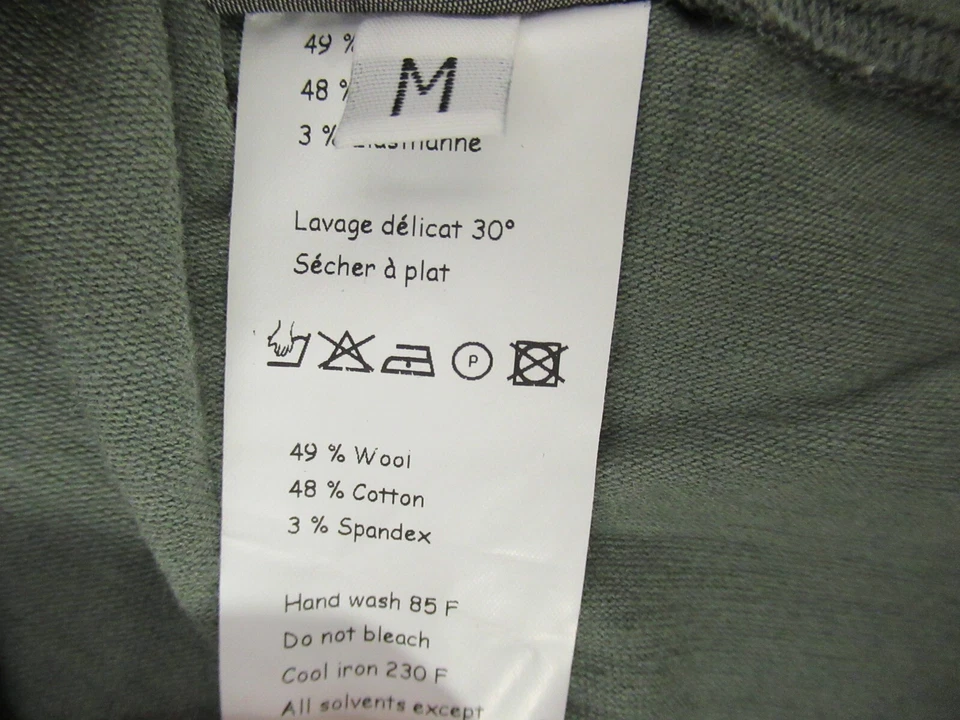 49 %
M
48 %
3 % Elasthanne
Lavage délicat 30°
Sécher à plat
P
49 % Wool
48 % Cotton
3 % Spandex
Hand wash 85 F
Do not bleach
Cool iron 230 F
All solvents except